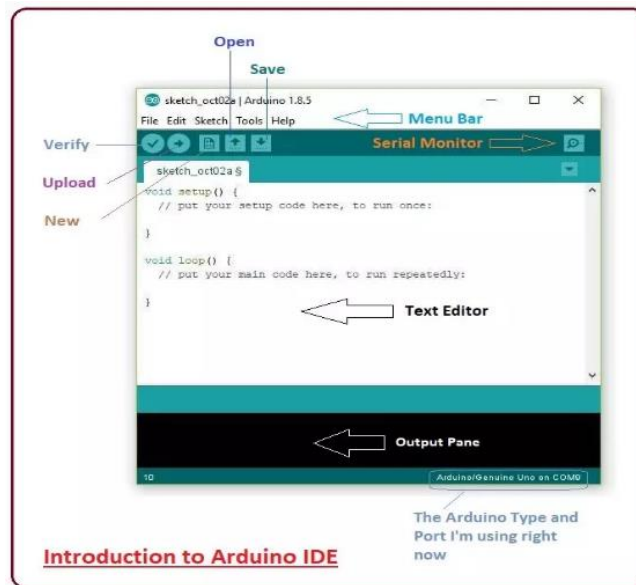 Open
Save
sketch_oct02a | Arduino 1.8.5
File Edit Sketch Tools Help
Menu Bar
Verify
Serial Monitor
Upload
sketch_oct02a §
New
void setup() {
// put your setup code here, to run once:
}
void loop() {
// put your main code here, to run repeatedly:
}
Text Editor
Output Pane
10
Arduino/Genuino Uno on COM9
The Arduino Type and
Port I'm using right
now
Introduction to Arduino IDE